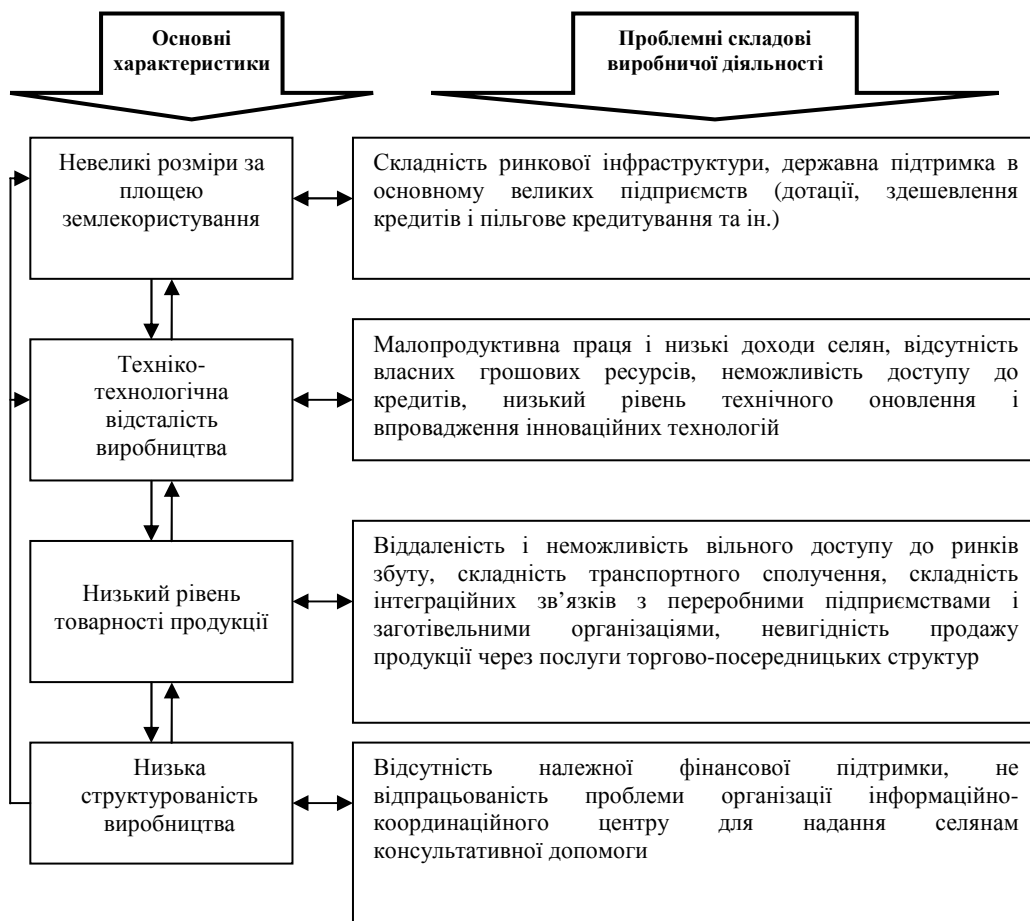 Основні
характеристики
Проблемні складові
виробничої діяльності
Невеликі розміри за
площею
землекористування
Складність ринкової інфраструктури, державна підтримка в
основному великих підприємств (дотації, здешевлення
кредитів і пільгове кредитування та ін.)
Техніко-
технологічна
відсталість
виробництва
Малопродуктивна праця і низькі доходи селян, відсутність
власних грошових ресурсів, неможливість доступу до
кредитів, низький рівень технічного оновлення і
впровадження інноваційних технологій
Низький рівень
товарності продукції
Віддаленість і неможливість вільного доступу до ринків
збуту, складність транспортного сполучення, складність
інтеграційних зв’язків з переробними підприємствами і
заготівельними організаціями, невигідність продажу
продукції через послуги торгово-посередницьких структур
Низька
структурованість
виробництва
Відсутність належної фінансової підтримки, не
відпрацьованість проблеми організації інформаційно-
координаційного центру для надання селянам
консультативної допомоги